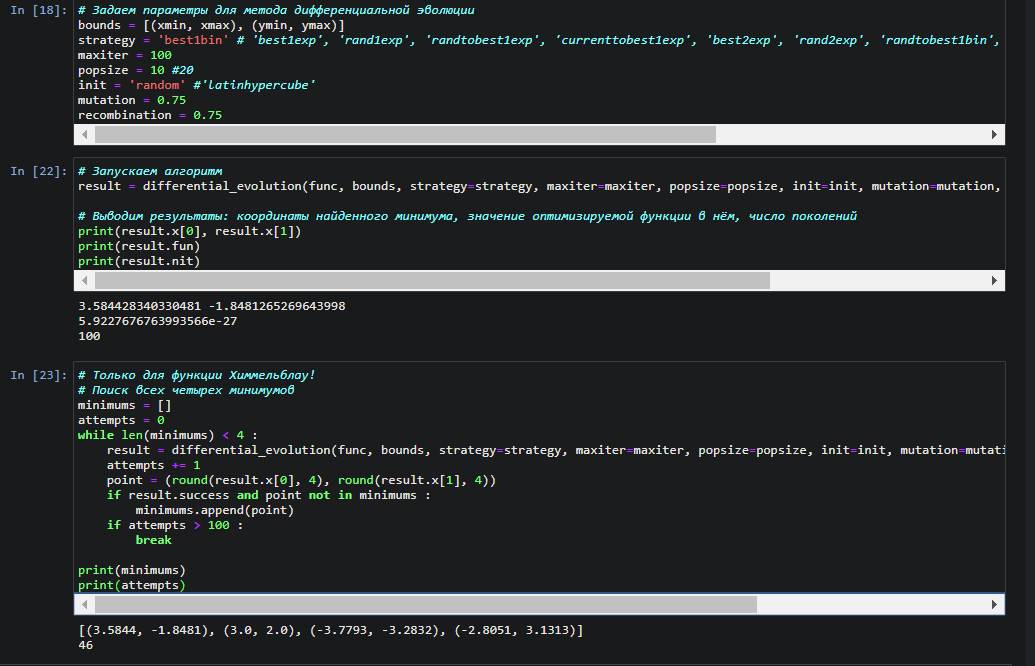 In [18]:
# Задаем параметры для метода дифференциальной эволюции
bounds = [(xmin, xmax), (ymin, ymax)]
strategy = 'best1bin' # 'best1exp', 'rand1exp', 'randtobest1exp', 'currenttobest1exp', 'best2exp', 'rand2exp', 'randtobest1bin',
maxiter = 100
popsize = 10 #20
init = 'random' #'latinhypercube'
mutation = 0.75
recombination = 0.75
In [22]:
# Запускаем алгоритм
result = differential_evolution(func, bounds, strategy=strategy, maxiter=maxiter, popsize=popsize, init=init, mutation=mutation,
# Выводим результаты: координаты найденного минимума, значение оптимизируемой функции в нём, число поколений
print(result.x[0], result.x[1])
print(result.fun)
print(result.nit)
3.584428340330481 -1.8481265269643998
5.9227676763993566e-27
100
In [23]:
# Только для функции Химмельблау!
# Поиск всех четырех минимумов
minimums = []
attempts = 0
while len(minimums) < 4 :
result = differential_evolution(func, bounds, strategy=strategy, maxiter=maxiter, popsize=popsize, init=init, mutation=mutati
attempts += 1
point = (round(result.x[0], 4), round(result.x[1], 4))
if result.success and point not in minimums :
minimums.append(point)
if attempts > 100 :
break
print(minimums)
print(attempts)
[(3.5844, -1.8481), (3.0, 2.0), (-3.7793, -3.2832), (-2.8051, 3.1313)]
46